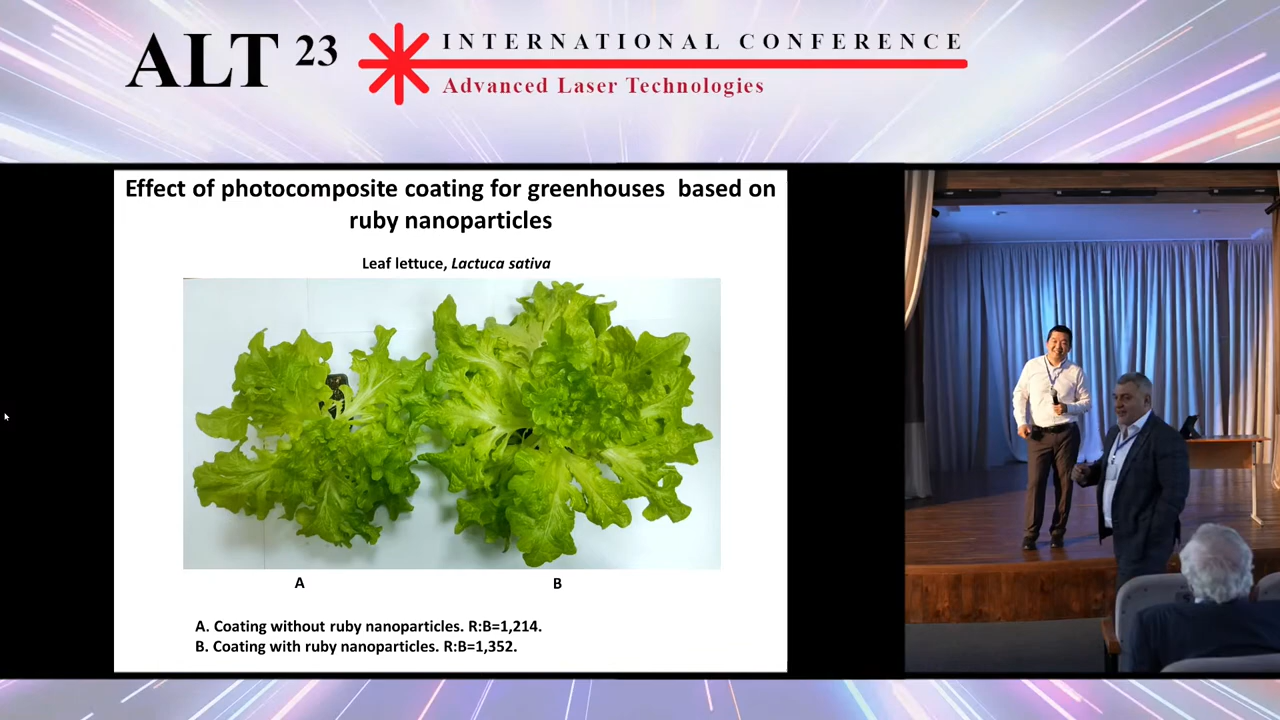 ALT 23
INTERNATIONAL CONFERENCE
Advanced Laser Technologies
Effect of photocomposite coating for greenhouses based on
ruby nanoparticles
Leaf lettuce, Lactuca sativa
A
B
A. Coating without ruby nanoparticles. R:B=1,214.
B. Coating with ruby nanoparticles. R:B=1,352.